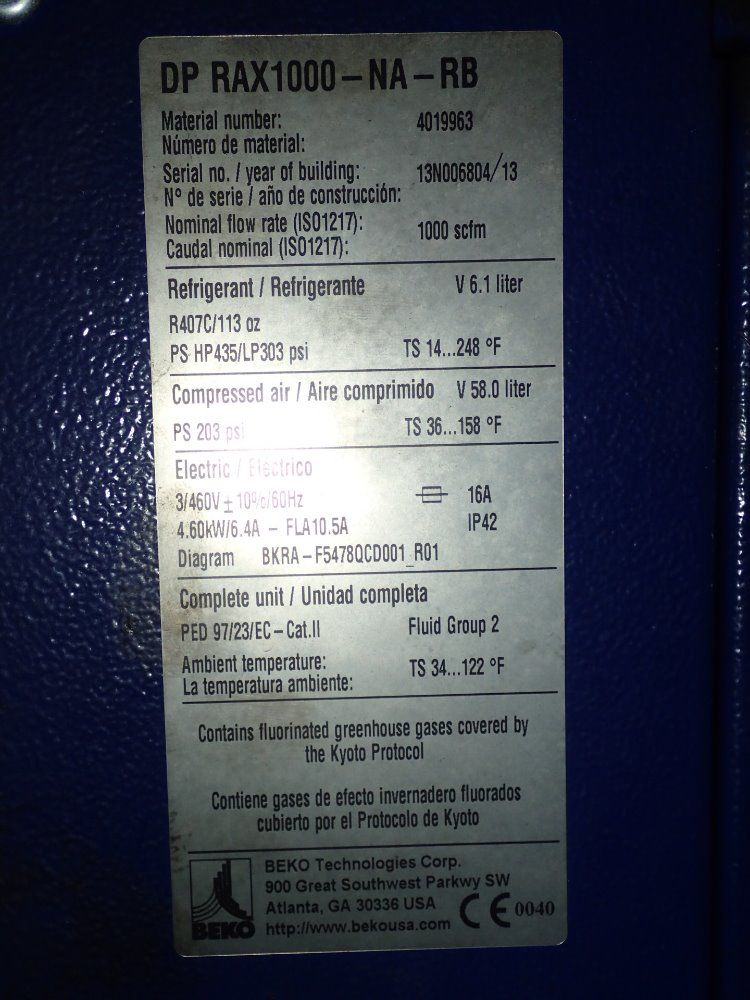 DP RAX1000-NA-RB
Material number: 4019963
Número de material:
Serial no. / year of building: 13N006804/13
N° de serie / año de construcción:
Nominal flow rate (ISO1217): 1000 scfm
Caudal nominal (ISO1217):
Refrigerant / Refrigerante V 6.1 liter
R407C/113 oz
PS HP435/LP303 psi TS 14...248 °F
Compressed air / Aire comprimido V 58.0 liter
PS 203 psi TS 36...158 °F
Electric / Eléctrico
3/460V ± 10%/60Hz 16A
4.60kW/6.4A - FLA10.5A IP42
Diagram BKRA-F5478QCD001_R01
Complete unit / Unidad completa
PED 97/23/EC-Cat.II Fluid Group 2
Ambient temperature: TS 34...122 °F
La temperatura ambiente:
Contains fluorinated greenhouse gases covered by
the Kyoto Protocol
Contiene gases de efecto invernadero fluorados
cubierto por el Protocolo de Kyoto
BEKO Technologies Corp.
900 Great Southwest Parkwy SW
Atlanta, GA 30336 USA CE 0040
BEKO http://www.bekousa.com